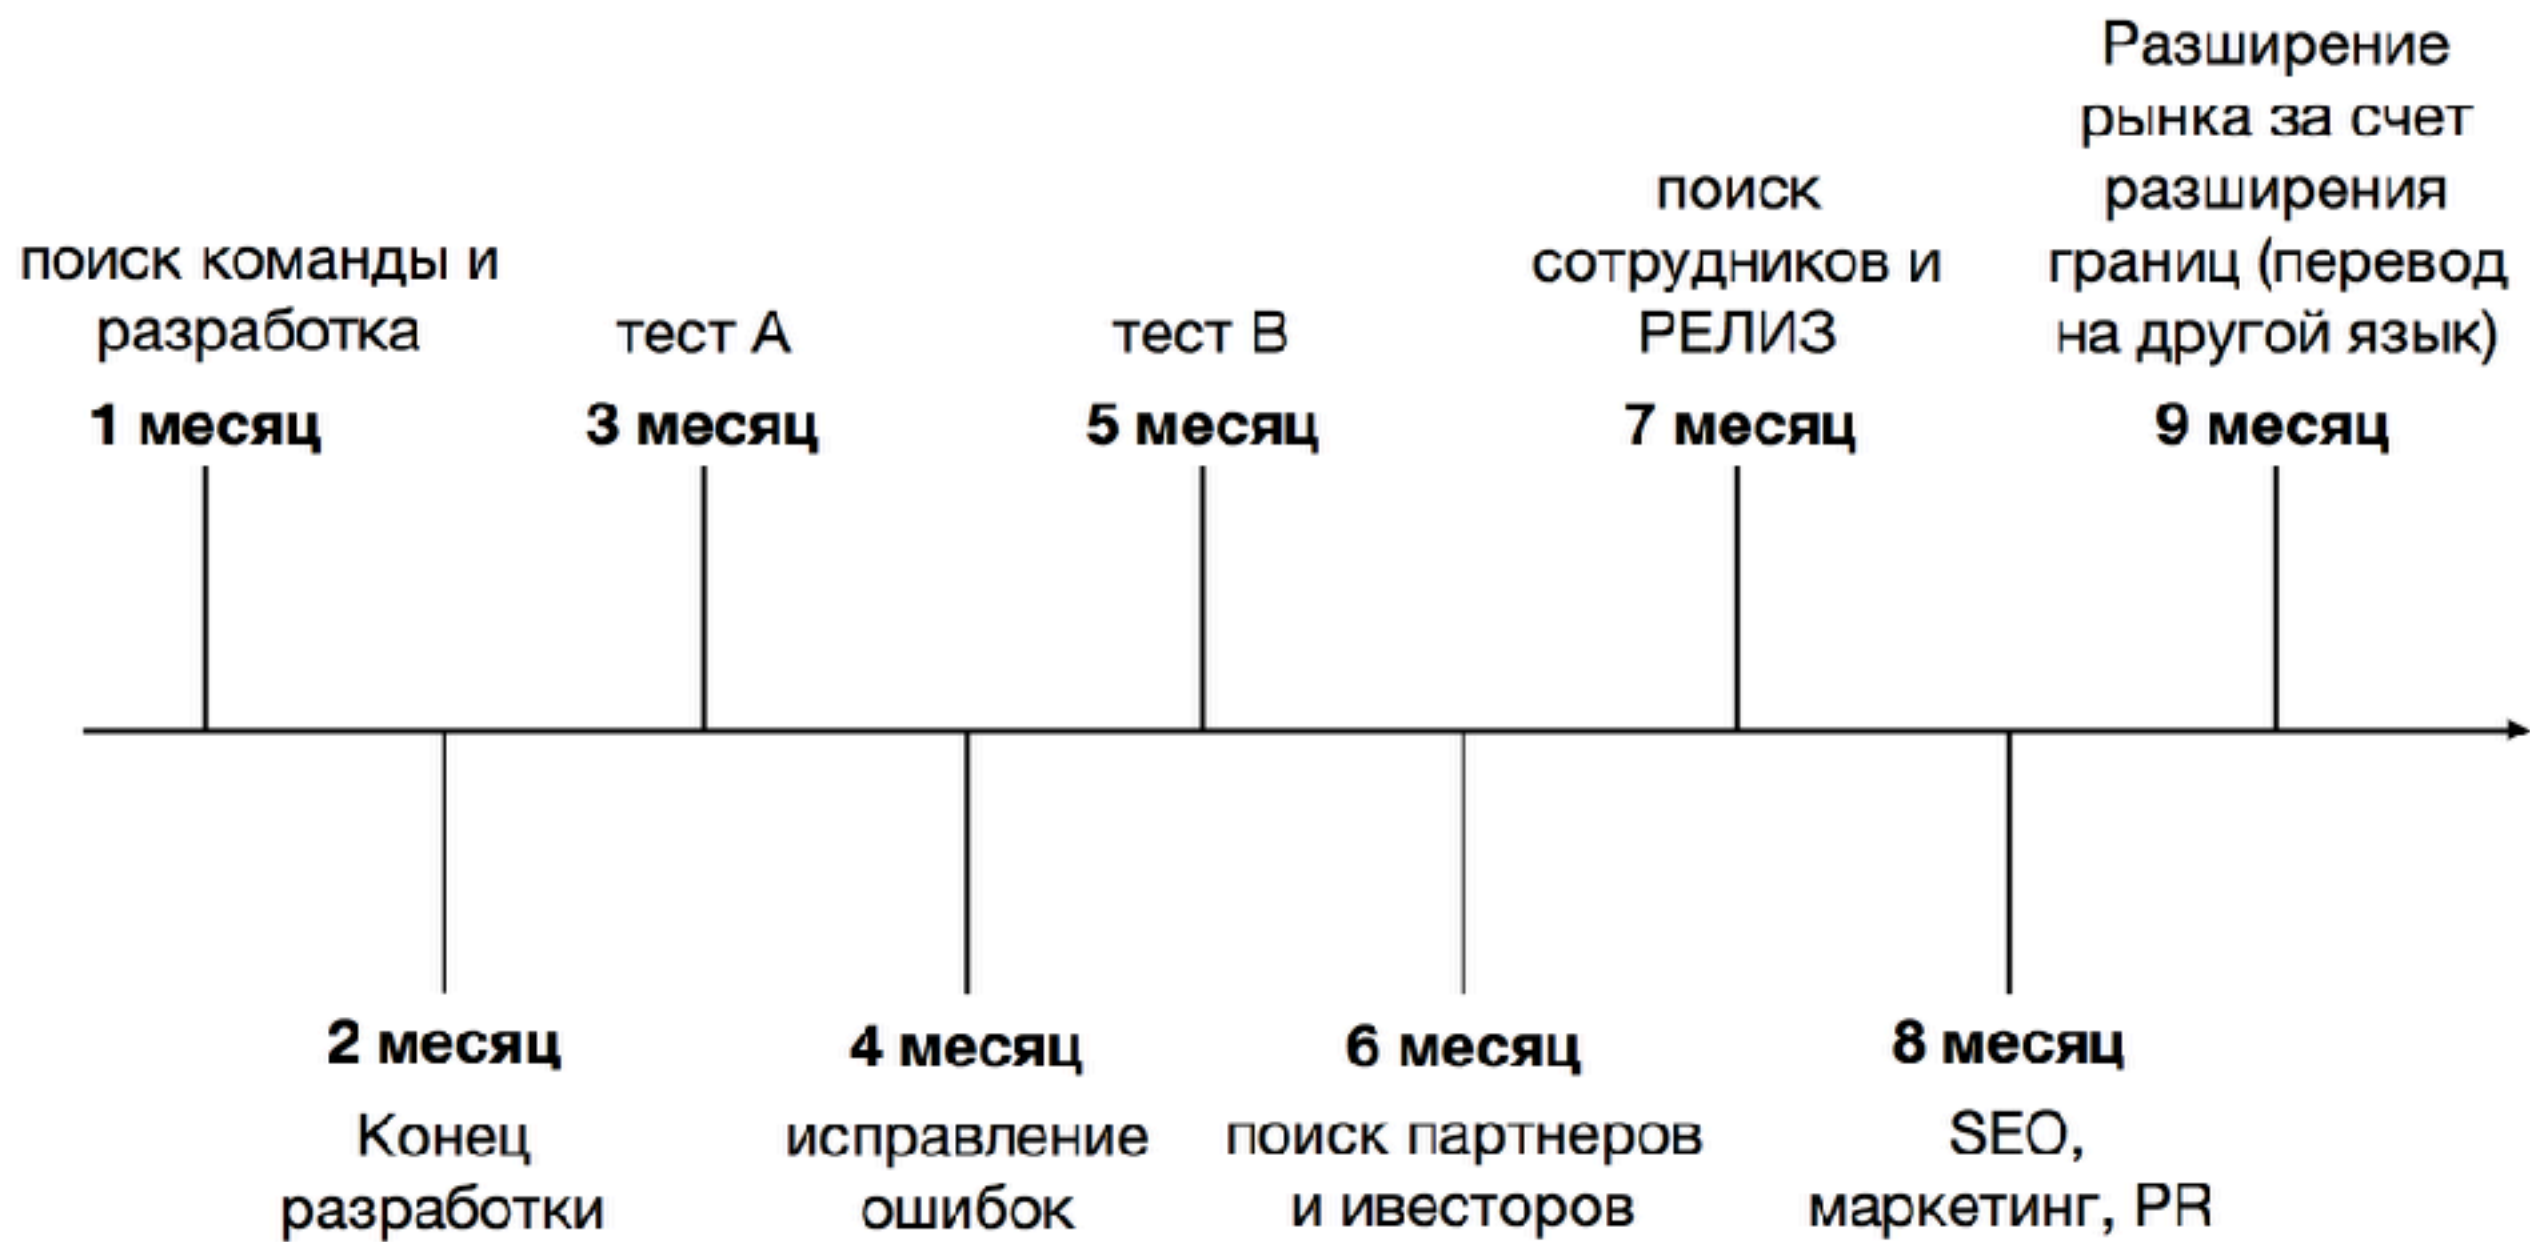 поиск команды и
разработка
1 месяц
2 месяц
Конец
разработки
тест А
3 месяц
4 месяц
исправление
ошибок
тест В
5 месяц
6 месяц
поиск партнеров
и ивесторов
поиск
сотрудников и
РЕЛИЗ
7 месяц
8 месяц
SEO,
маркетинг, PR
Разширение
рынка за счет
разширения
границ (перевод
на другой язык)
9 месяц